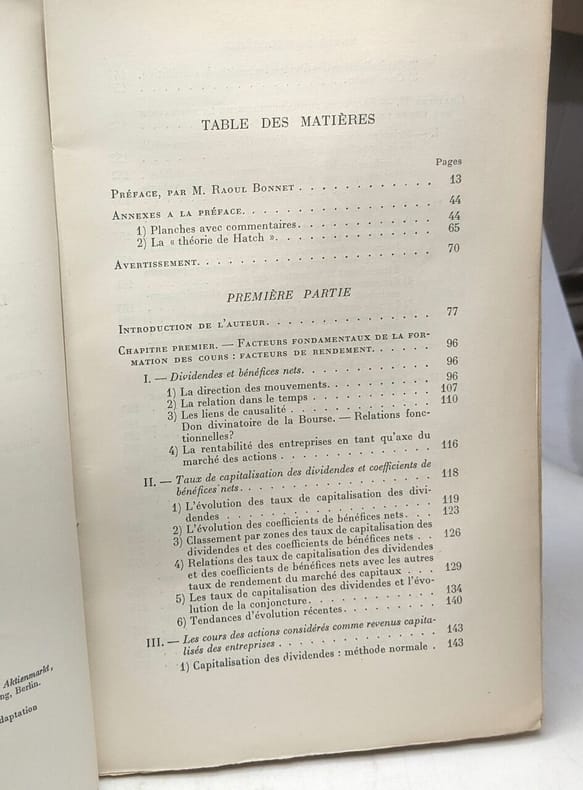 TABLE DES MATIÈRES
Pages
PRÉFACE, PAR M. RAOUL BONNET . . . . . . . . . . . . 13
ANNEXES A LA PRÉFACE. . . . . . . . . . . . . . . . 44
1) Planches avec commentaires. . . . . . . . . . . . 44
2) La « théorie de Hatch ». . . . . . . . . . . . . 65
AVERTISSEMENT. . . . . . . . . . . . . . . . . . . 70
PREMIÈRE PARTIE
INTRODUCTION DE L'AUTEUR. . . . . . . . . . . . . . 77
CHAPITRE PREMIER. — FACTEURS FONDAMENTAUX DE LA FOR-
MATION DES COURS : FACTEURS DE RENDEMENT. . . . . . 96
I. — Dividendes et bénéfices nets. . . . . . . . . . 96
1) La direction des mouvements. . . . . . . . . . . 96
2) La relation dans le temps . . . . . . . . . . . 107
3) Les liens de causalité . . . . . . . . . . . . . 110
Don divinatoire de la Bourse. — Relations fonc-
tionnelles?
4) La rentabilité des entreprises en tant qu'axe du
marché des actions . . . . . . . . . . . . . . . 116
II. — Taux de capitalisation des dividendes et coefficients de
bénéfices nets. . . . . . . . . . . . . . . . . . 118
1) L'évolution des taux de capitalisation des divi-
dendes . . . . . . . . . . . . . . . . . . . . . 119
2) L'évolution des coefficients de bénéfices nets. . . 123
3) Classement par zones des taux de capitalisation des
dividendes et des coefficients de bénéfices nets . . 126
4) Relations des taux de capitalisation des dividendes
et des coefficients de bénéfices nets avec les autres
taux de rendement du marché des capitaux . . . 129
5) Les taux de capitalisation des dividendes et l'évo-
lution de la conjoncture. . . . . . . . . . . . . 134
6) Tendances d'évolution récentes. . . . . . . . . 140
III. — Les cours des actions considérés comme revenus capita-
lisés des entreprises . . . . . . . . . . . . . . 143
1) Capitalisation des dividendes : méthode normale . 143
Aktienmarkt,
ng, Berlin.
daptation